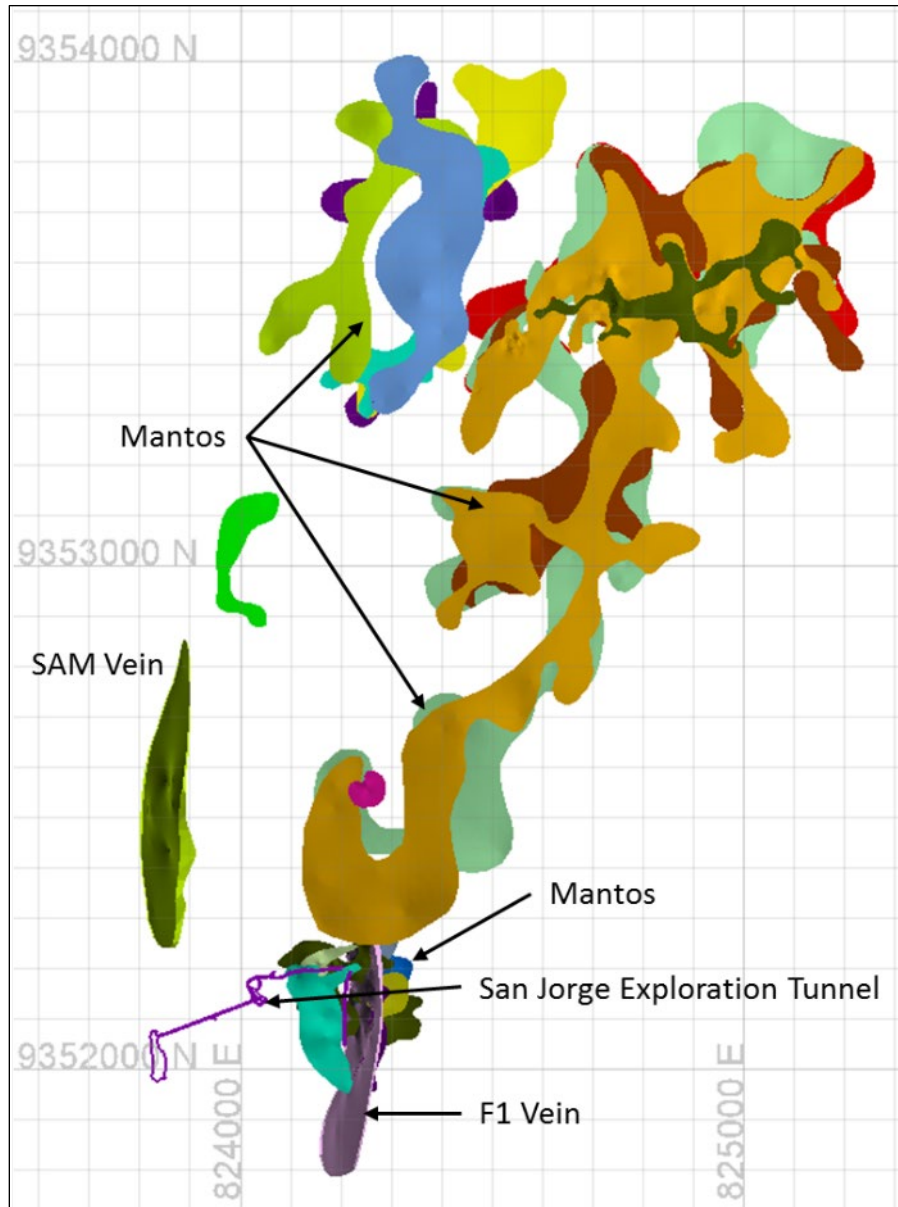 9354000 N
Mantos
9353000 N
SAM Vein
Mantos
San Jorge Exploration Tunnel
9352000 N
824000 E
825000 E
F1 Vein